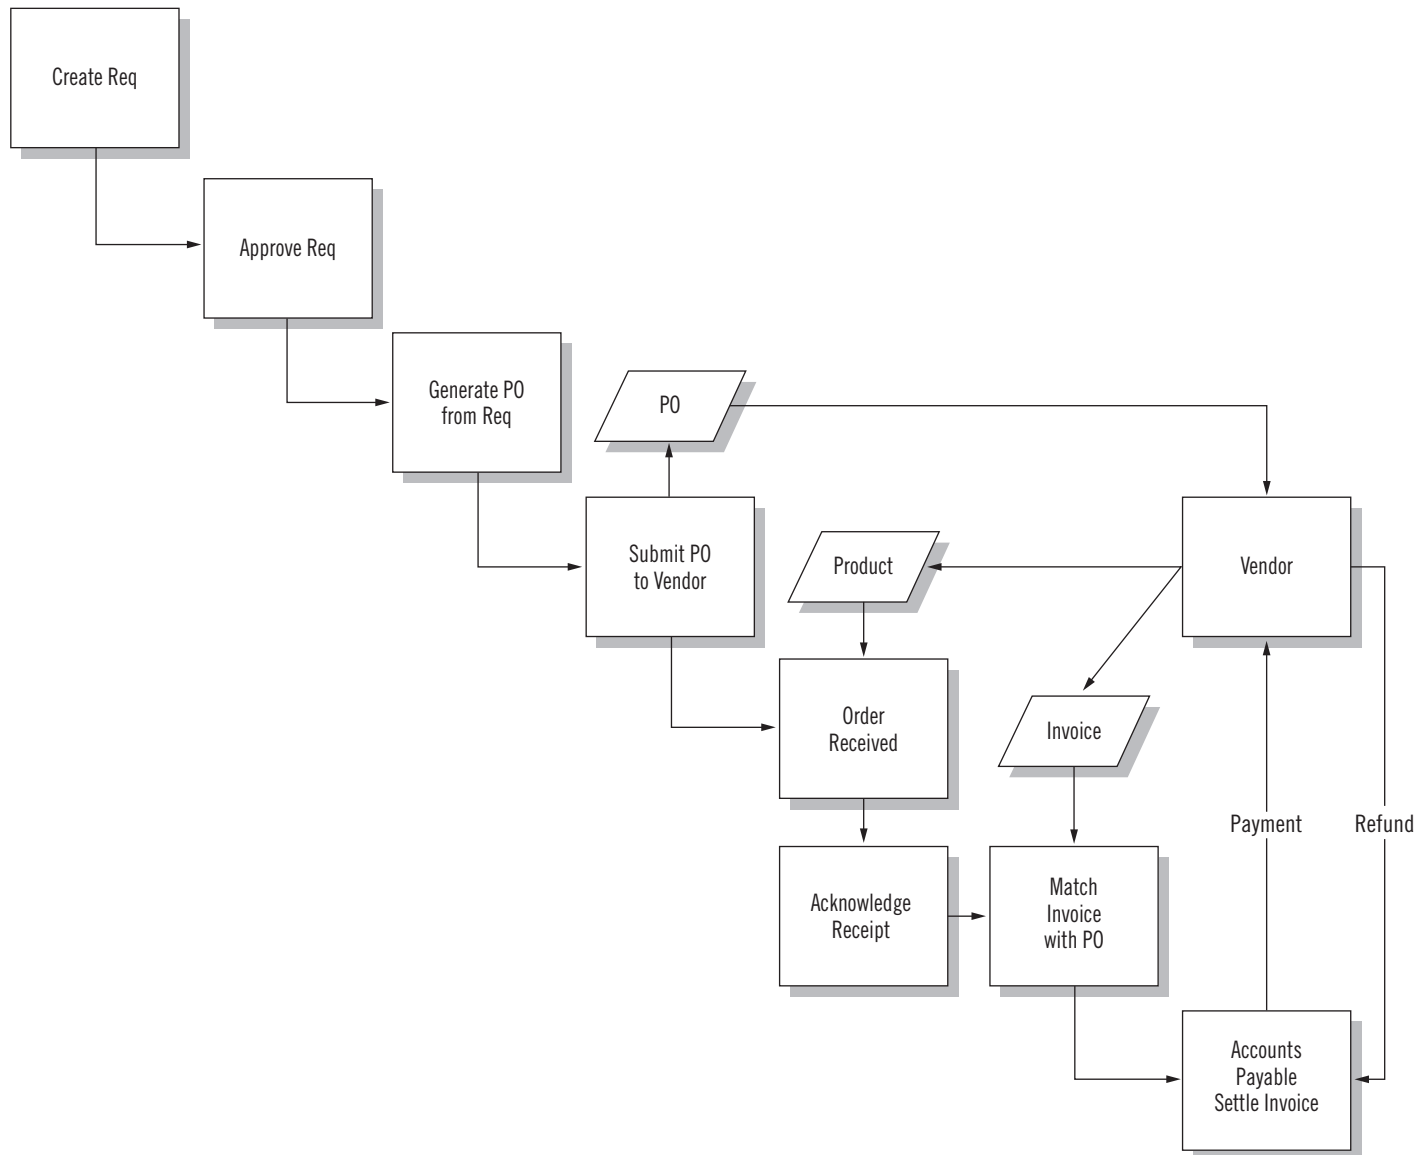 Create Req
Approve Req
Generate PO
from Req
PO
Submit PO
to Vendor
Product
Vendor
Order
Received
Invoice
Payment
Refund
Acknowledge
Receipt
Match
Invoice
with PO
Accounts
Payable
Settle Invoice